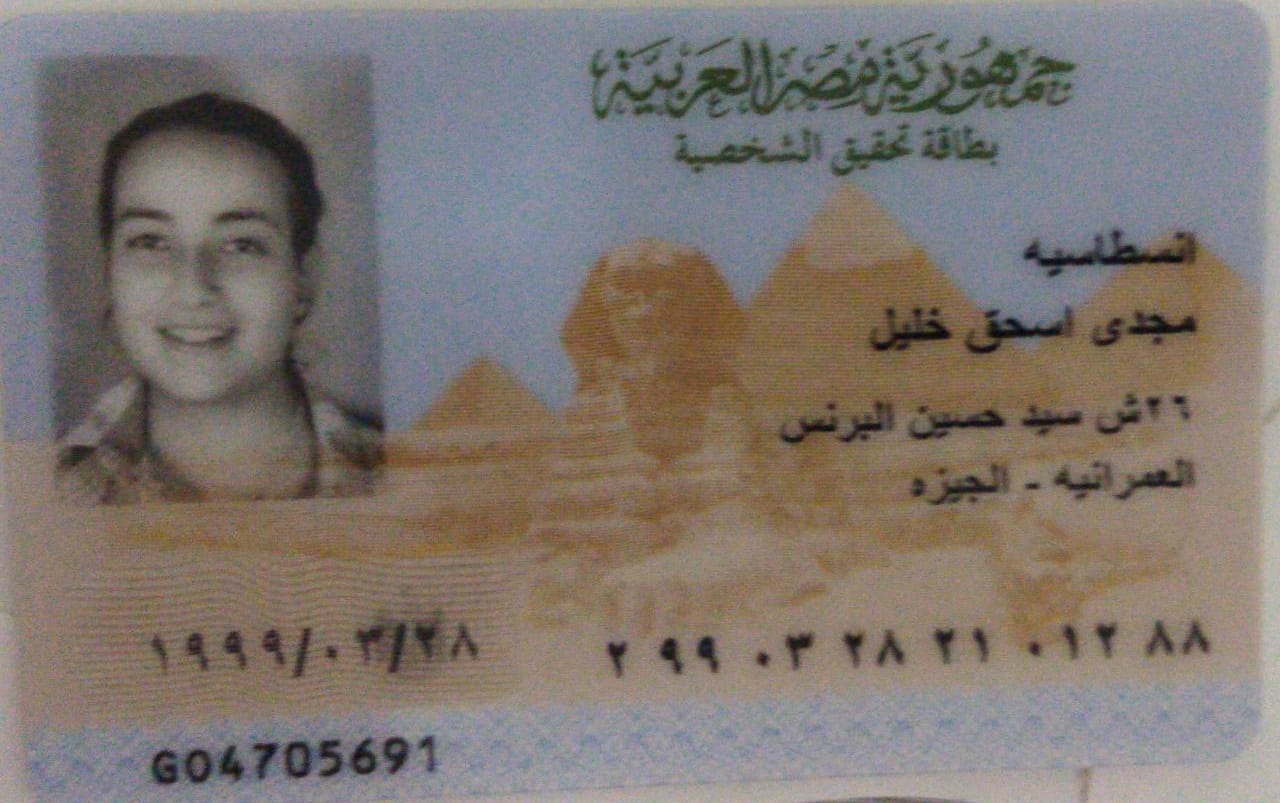 جمهورية مصر العربية
بطاقة تحقيق الشخصية
انسطاسيه
مجدى اسحق خليل
٢٦ش سيد حسين البرنس
العمرانيه - الجيزه
٢ ٩٩ ٠٣ ٢٨ ٢١ ٠١٢ ٨٨
١٩٩٩/٠٣/٢٨
G04705691